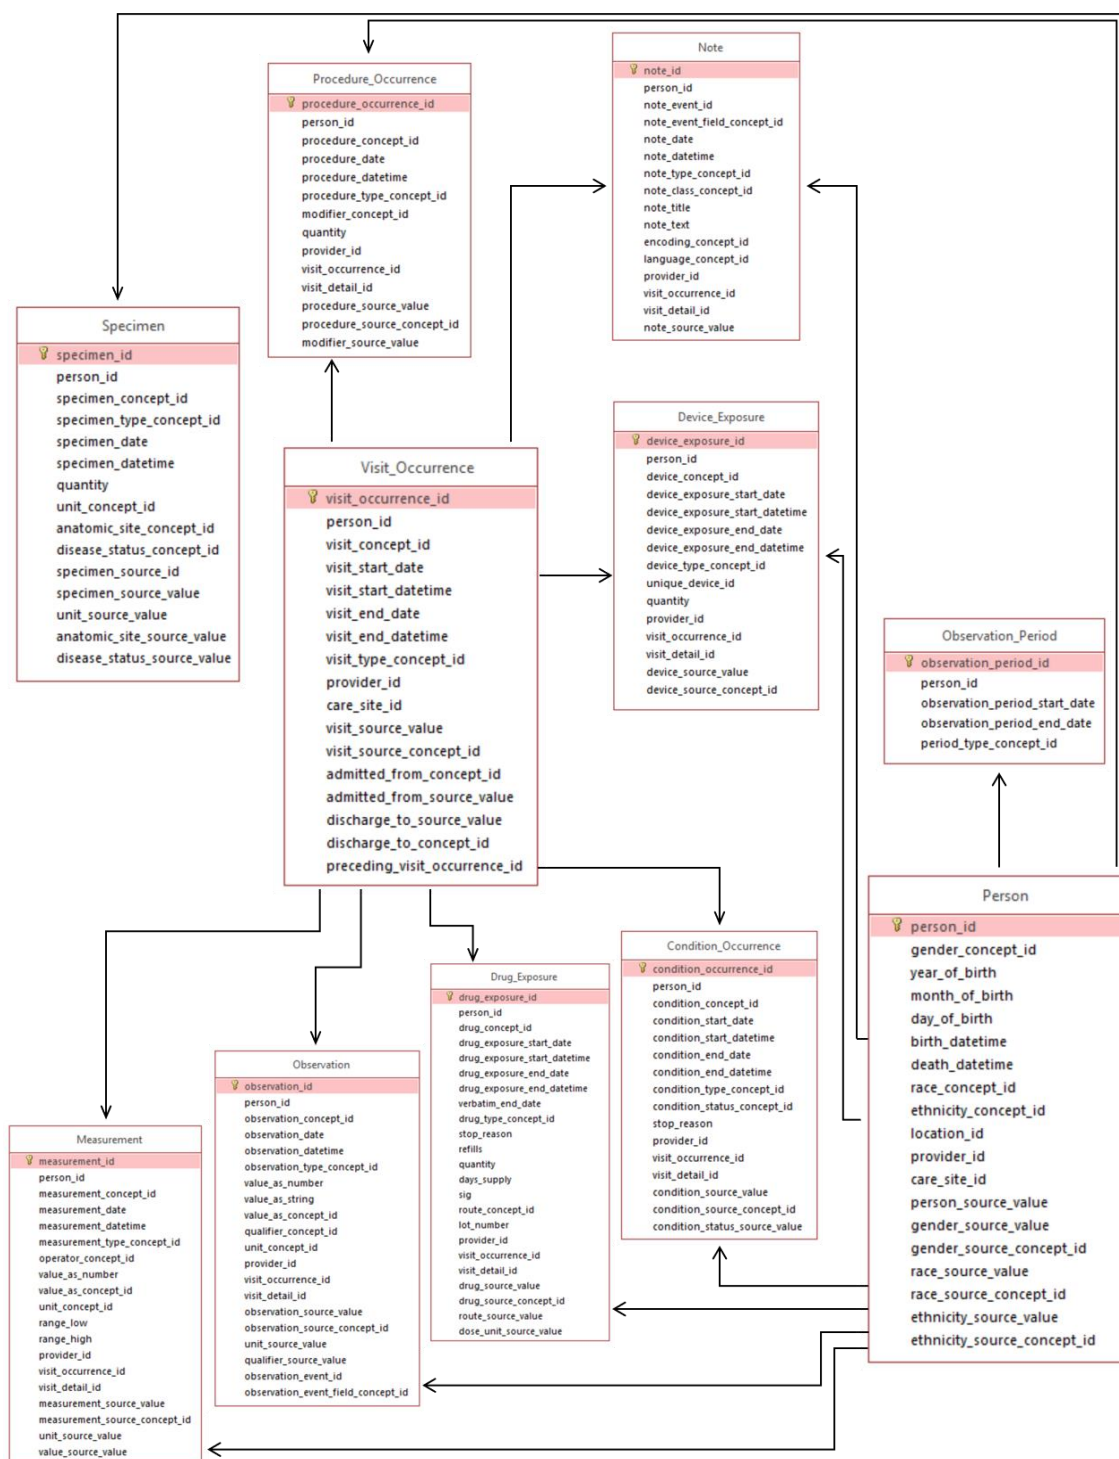 Note
note_id
person_id
note_event_id
note_event_field_concept_id
note_date
note_datetime
note_type_concept_id
note_class_concept_id
note_title
note_text
encoding_concept_id
language_concept_id
provider_id
visit_occurrence_id
visit_detail_id
note_source_value
Procedure_Occurrence
procedure_occurrence_id
person_id
procedure_concept_id
procedure_date
procedure_datetime
procedure_type_concept_id
modifier_concept_id
quantity
provider_id
visit_occurrence_id
visit_detail_id
procedure_source_value
procedure_source_concept_id
modifier_source_value
Specimen
specimen_id
person_id
specimen_concept_id
specimen_type_concept_id
specimen_date
specimen_datetime
quantity
unit_concept_id
anatomic_site_concept_id
disease_status_concept_id
specimen_source_id
specimen_source_value
unit_source_value
anatomic_site_source_value
disease_status_source_value
Visit_Occurrence
visit_occurrence_id
person_id
visit_concept_id
visit_start_date
visit_start_datetime
visit_end_date
visit_end_datetime
visit_type_concept_id
provider_id
care_site_id
visit_source_value
visit_source_concept_id
admitted_from_concept_id
admitted_from_source_value
discharge_to_source_value
discharge_to_concept_id
preceding_visit_occurrence_id
Device_Exposure
device_exposure_id
person_id
device_concept_id
device_exposure_start_date
device_exposure_start_datetime
device_exposure_end_date
device_exposure_end_datetime
device_type_concept_id
unique_device_id
quantity
provider_id
visit_occurrence_id
visit_detail_id
device_source_value
device_source_concept_id
Observation_Period
observation_period_id
person_id
observation_period_start_date
observation_period_end_date
period_type_concept_id
Person
person_id
gender_concept_id
year_of_birth
month_of_birth
day_of_birth
birth_datetime
death_datetime
race_concept_id
ethnicity_concept_id
location_id
provider_id
care_site_id
person_source_value
gender_source_value
gender_source_concept_id
race_source_value
race_source_concept_id
ethnicity_source_value
ethnicity_source_concept_id
Condition_Occurrence
condition_occurrence_id
person_id
condition_concept_id
condition_start_date
condition_start_datetime
condition_end_date
condition_end_datetime
condition_type_concept_id
condition_status_concept_id
stop_reason
provider_id
visit_occurrence_id
visit_detail_id
condition_source_value
condition_source_concept_id
condition_status_source_value
Drug_Exposure
drug_exposure_id
person_id
drug_concept_id
drug_exposure_start_date
drug_exposure_start_datetime
drug_exposure_end_date
drug_exposure_end_datetime
verbatim_end_date
drug_type_concept_id
stop_reason
refills
quantity
days_supply
sig
route_concept_id
lot_number
provider_id
visit_occurrence_id
visit_detail_id
drug_source_value
drug_source_concept_id
route_source_value
dose_unit_source_value
Observation
observation_id
person_id
observation_concept_id
observation_date
observation_datetime
observation_type_concept_id
value_as_number
value_as_string
value_as_concept_id
qualifier_concept_id
unit_concept_id
provider_id
visit_occurrence_id
visit_detail_id
observation_source_value
observation_source_concept_id
unit_source_value
qualifier_source_value
observation_event_id
observation_event_field_concept_id
Measurement
measurement_id
person_id
measurement_concept_id
measurement_date
measurement_datetime
measurement_type_concept_id
operator_concept_id
value_as_number
value_as_concept_id
unit_concept_id
range_low
range_high
provider_id
visit_occurrence_id
visit_detail_id
measurement_source_value
measurement_source_concept_id
unit_source_value
value_source_value